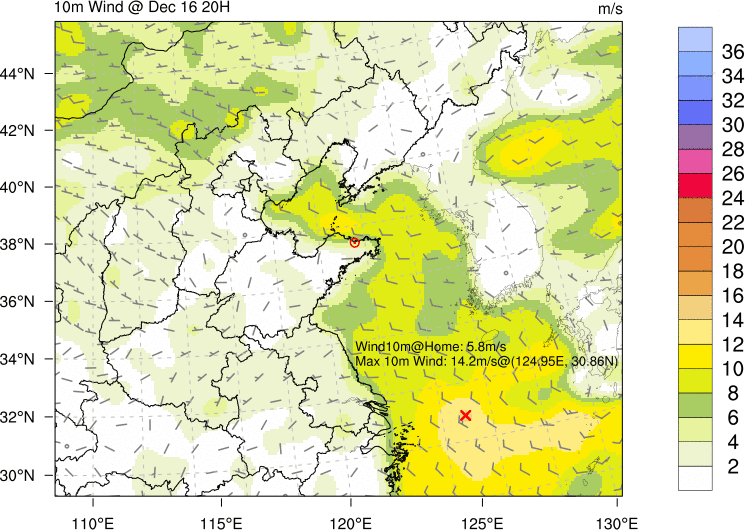 10m Wind @ Dec 16 20H
m/s
44°N
42°N
40°N
38°N
36°N
34°N
32°N
30°N
Wind10m@Home: 5.8m/s
Max 10m Wind: 14.2m/s@(124.95E, 30.86N)
110°E 115°E 120°E 125°E 130°E
36
34
32
30
28
26
24
22
20
18
16
14
12
10
8
6
4
2